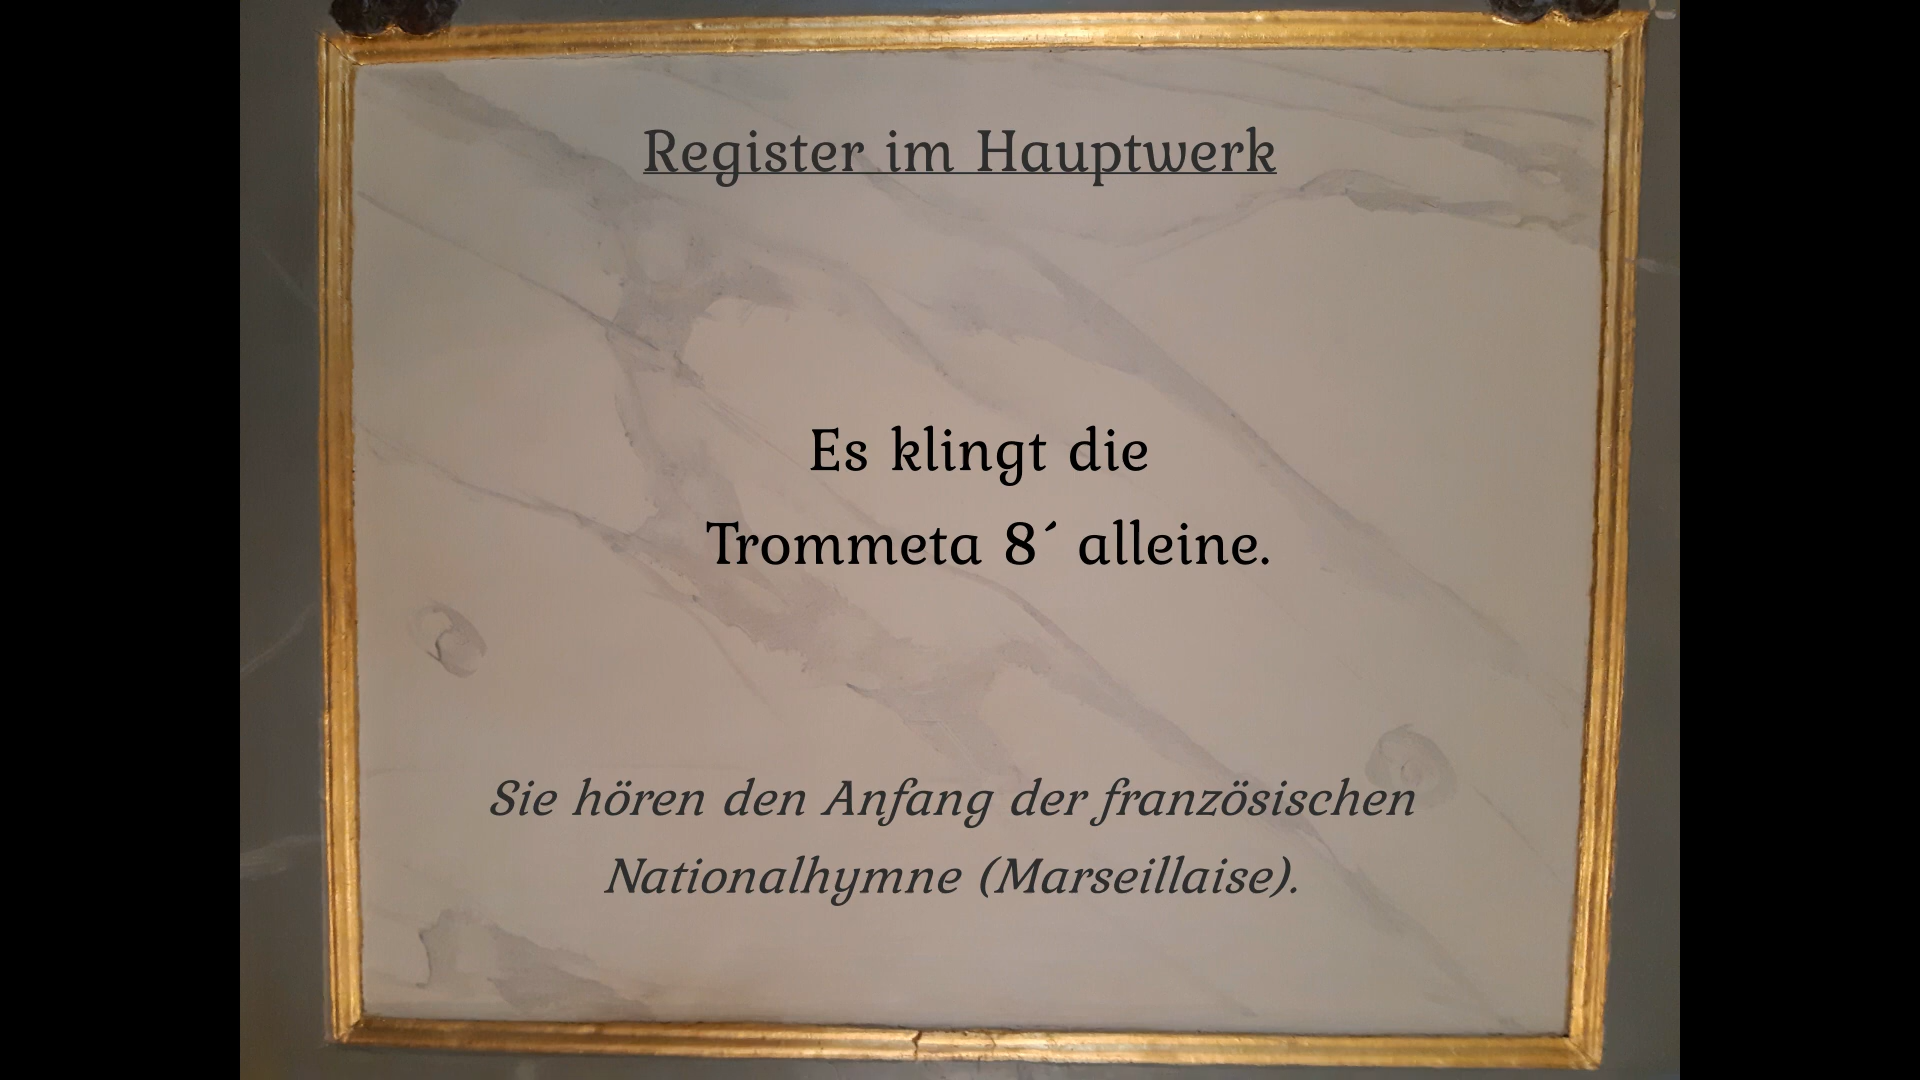 Register im Hauptwerk
Es klingt die
Trommeta 8´ alleine.
Sie hören den Anfang der französischen
Nationalhymne (Marseillaise).